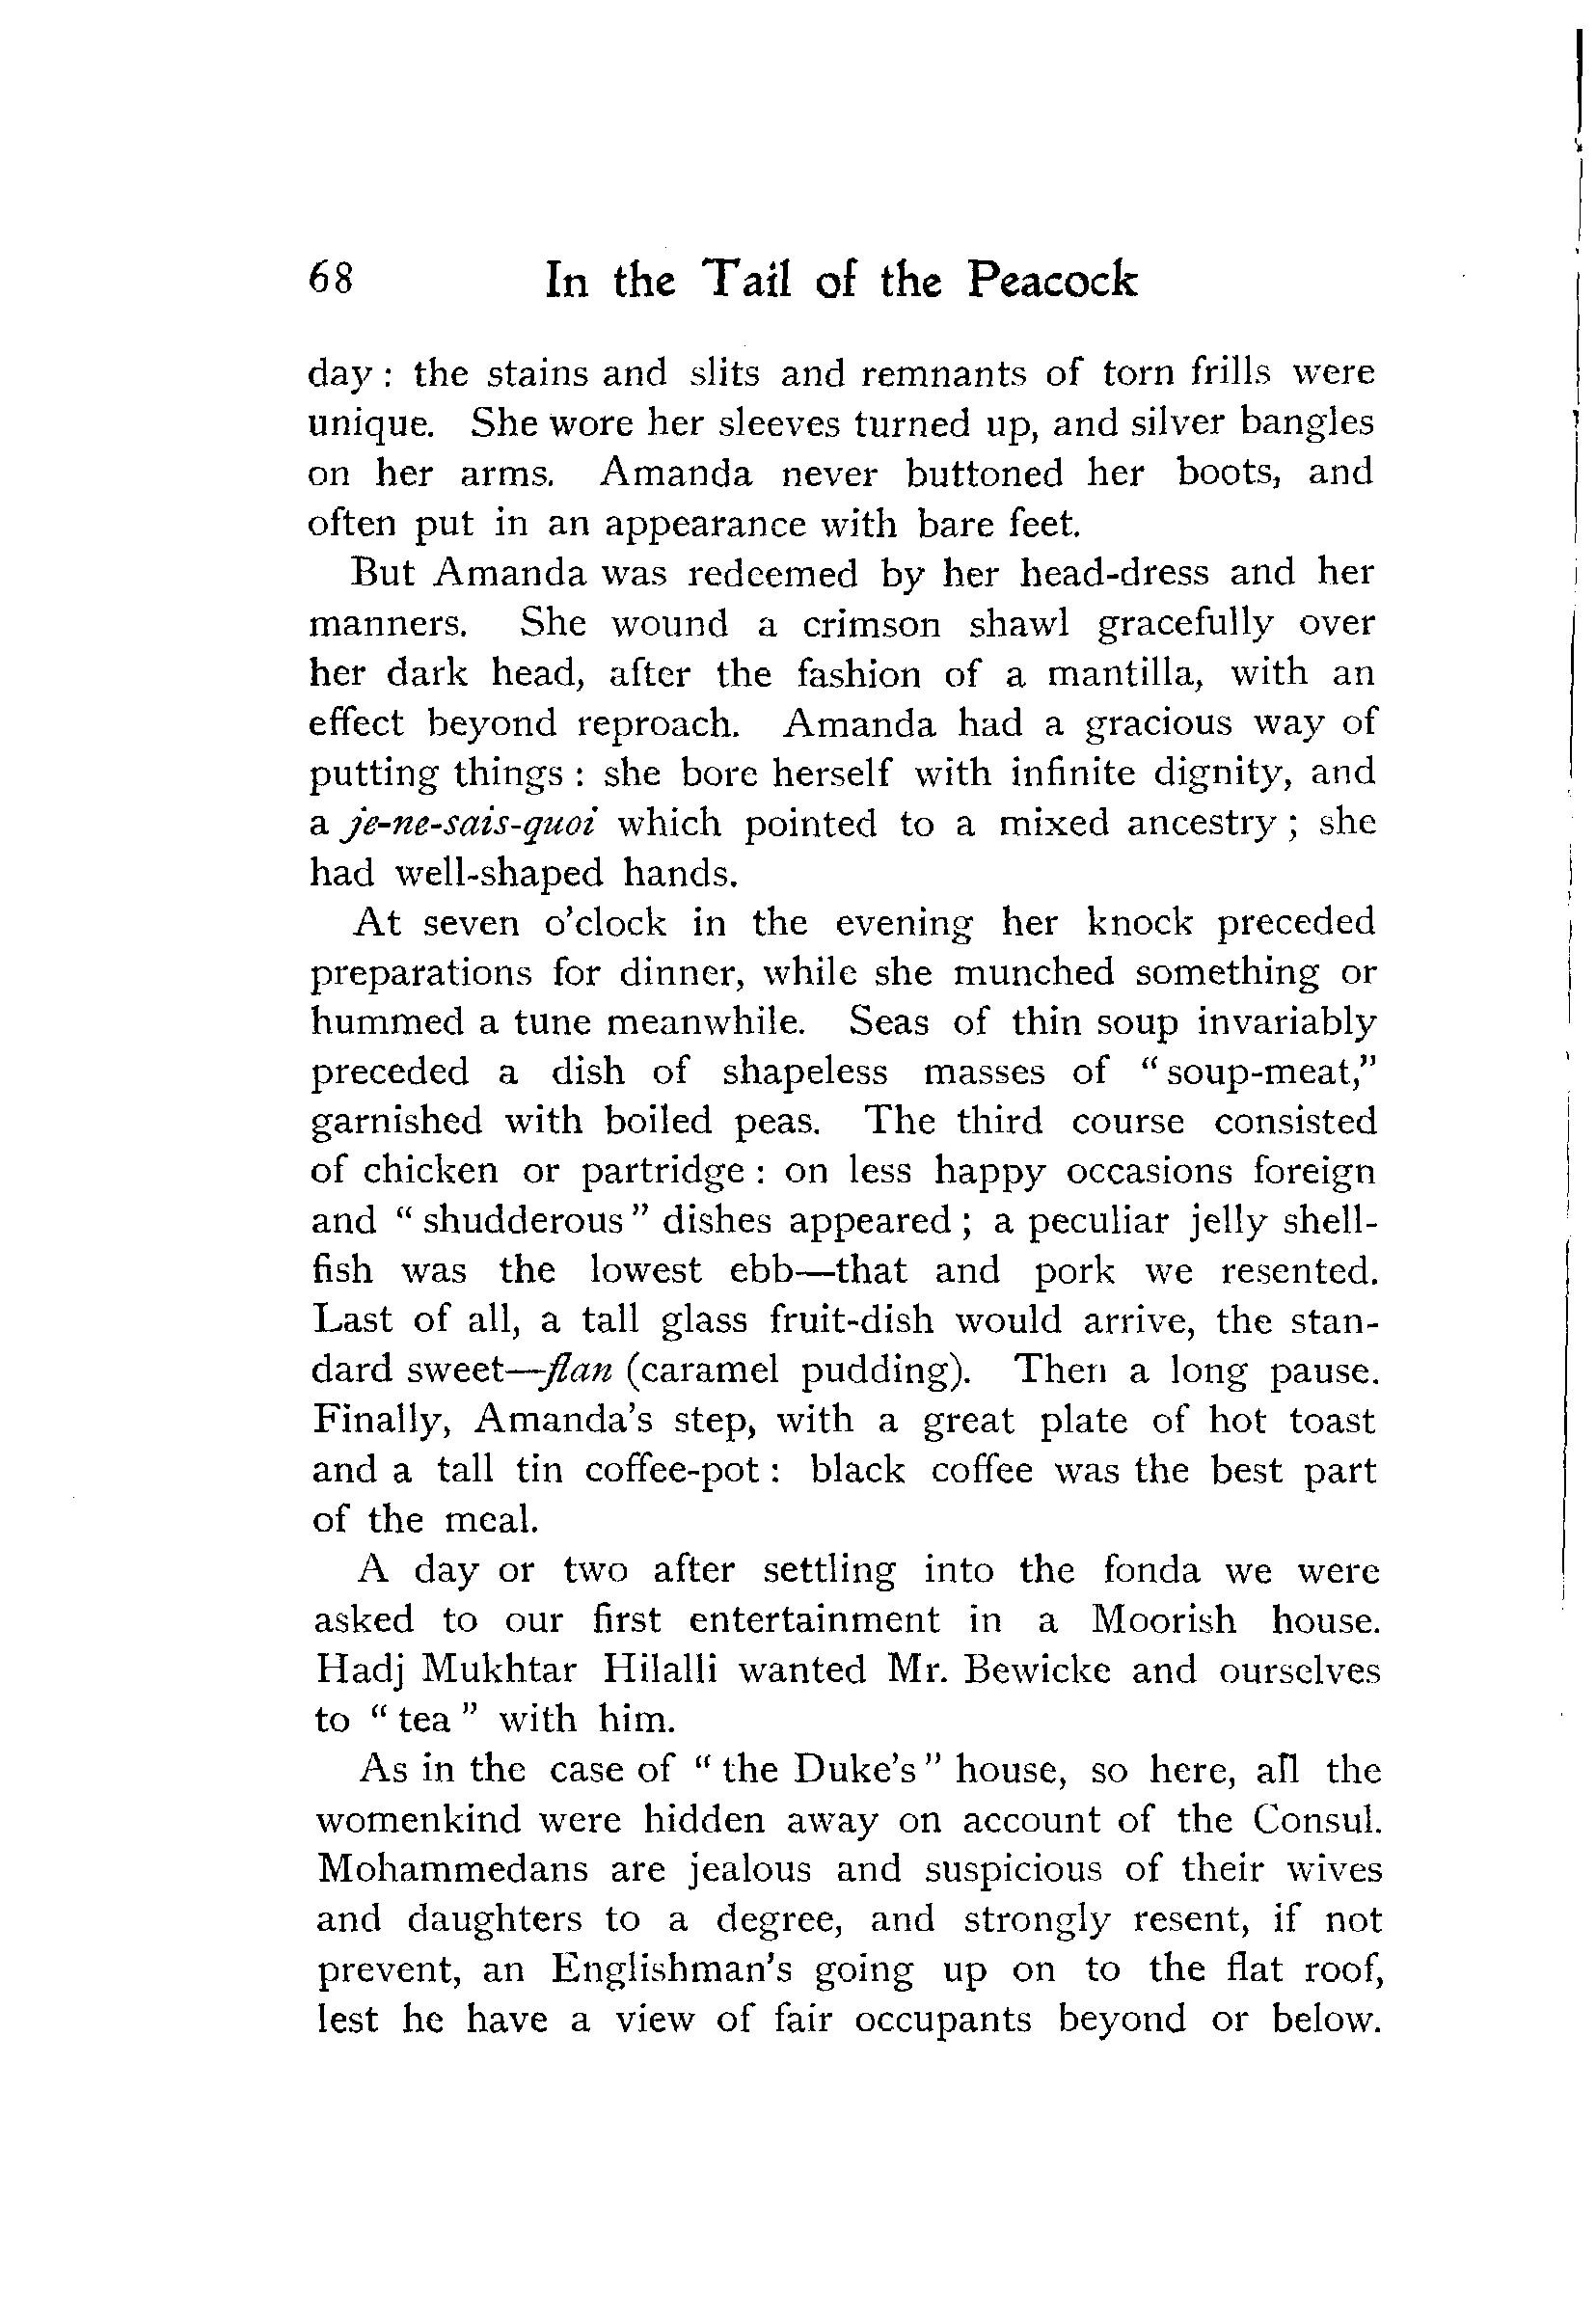 68 In the Tail of the Peacock
day : the stains and slits and remnants of torn frills were
unique. She wore her sleeves turned up, and silver bangles
on her arms. Amanda never buttoned her boots, and
often put in an appearance with bare feet.
But Amanda was redeemed by her head-dress and her
manners. She wound a crimson shawl gracefully over
her dark head, after the fashion of a mantilla, with an
effect beyond reproach. Amanda had a gracious way of
putting things : she bore herself with infinite dignity, and
a je-ne-sais-quoi which pointed to a mixed ancestry ; she
had well-shaped hands.
At seven o'clock in the evening her knock preceded
preparations for dinner, while she munched something or
hummed a tune meanwhile. Seas of thin soup invariably
preceded a dish of shapeless masses of “ soup-meat,”
garnished with boiled peas. The third course consisted
of chicken or partridge : on less happy occasions foreign
and “ shudderous ” dishes appeared ; a peculiar jelly shell-
fish was the lowest ebb—that and pork we resented.
Last of all, a tall glass fruit-dish would arrive, the stan-
dard sweet—flan (caramel pudding). Then a long pause.
Finally, Amanda's step, with a great plate of hot toast
and a tall tin coffee-pot : black coffee was the best part
of the meal.
A day or two after settling into the fonda we were
asked to our first entertainment in a Moorish house.
Hadj Mukhtar Hilalli wanted Mr. Bewicke and ourselves
to “ tea ” with him.
As in the case of “ the Duke's ” house, so here, all the
womenkind were hidden away on account of the Consul.
Mohammedans are jealous and suspicious of their wives
and daughters to a degree, and strongly resent, if not
prevent, an Englishman's going up on to the flat roof,
lest he have a view of fair occupants beyond or below.